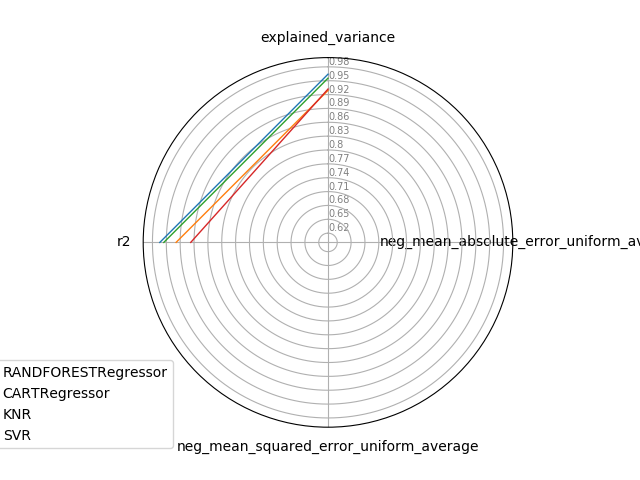 explained_variance
0.98
0.95
0.92
0.89
0.86
0.83
0.8
0.77
0.74
0.71
0.68
0.65
0.62
r2
neg_mean_absolute_error_uniform_av
RANDFORESTRegressor
CARTRegressor
KNR
SVR
neg_mean_squared_error_uniform_average